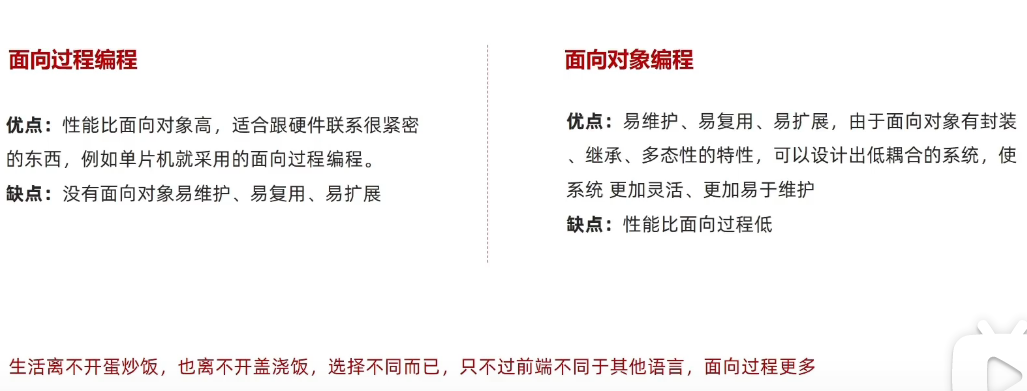 面向过程编程
优点：性能比面向对象高，适合跟硬件联系很紧密
的东西，例如单片机就采用的面向过程编程。
缺点：没有面向对象易维护、易复用、易扩展
面向对象编程
优点：易维护、易复用、易扩展，由于面向对象有封装
、继承、多态性的特性，可以设计出低耦合的系统，使
系统 更加灵活、更加易于维护
缺点：性能比面向过程低
生活离不开蛋炒饭，也离不开盖浇饭，选择不同而已，只不过前端不同于其他语言，面向过程更多